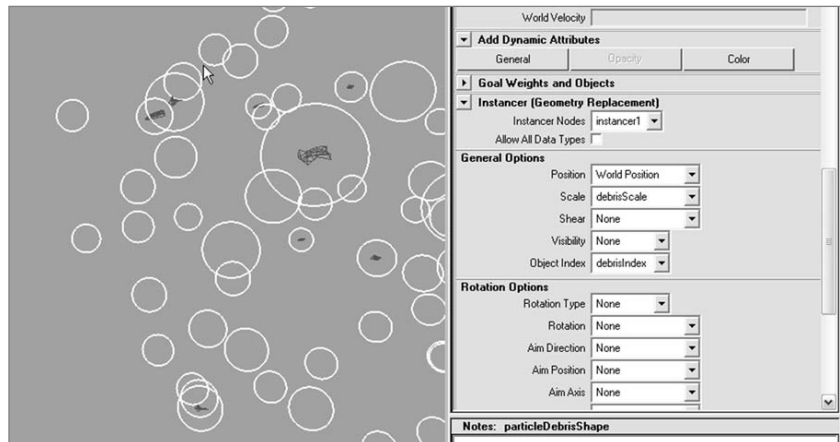 World Velocity
Add Dynamic Attributes
General Opacity Color
Goal Weights and Objects
Instancer (Geometry Replacement)
Instancer Nodes instancer1
Allow All Data Types
General Options
Position World Position
Scale debrisScale
Shear None
Visibility None
Object Index debrisIndex
Rotation Options
Rotation Type None
Rotation None
Aim Direction None
Aim Position None
Aim Axis None
Notes: particleDebrisShape